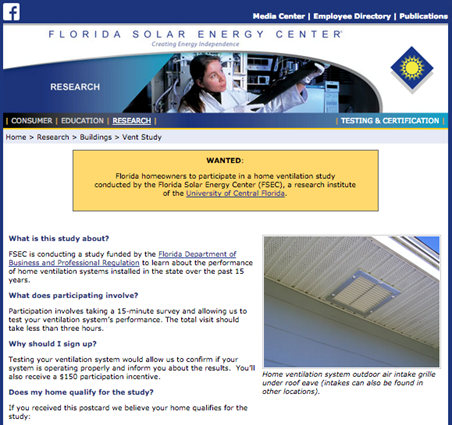 Media Center | Employee Directory | Publications
FLORIDA SOLAR ENERGY CENTER
Creating Energy Independence
RESEARCH
| CONSUMER | EDUCATION | RESEARCH |
| TESTING & CERTIFICATION |
Home > Research > Buildings > Vent Study
WANTED:
Florida homeowners to participate in a home ventilation study
conducted by the Florida Solar Energy Center (FSEC), a research institute
of the University of Central Florida.
What is this study about?
FSEC is conducting a study funded by the Florida Department of
Business and Professional Regulation to learn about the performance
of home ventilation systems installed in the state over the past 15
years.
What does participating involve?
Participation involves taking a 15-minute survey and allowing us to
test your ventilation system's performance. The total visit should
take less than three hours.
Why should I sign up?
Testing your ventilation system would allow us to confirm if your
system is operating properly and inform you about the results. You'll
also receive a $150 participation incentive.
Does my home qualify for the study?
If you received this postcard we believe your home qualifies for the
study:
Home ventilation system outdoor air intake grille
under roof eave (intakes can also be found in
other locations).